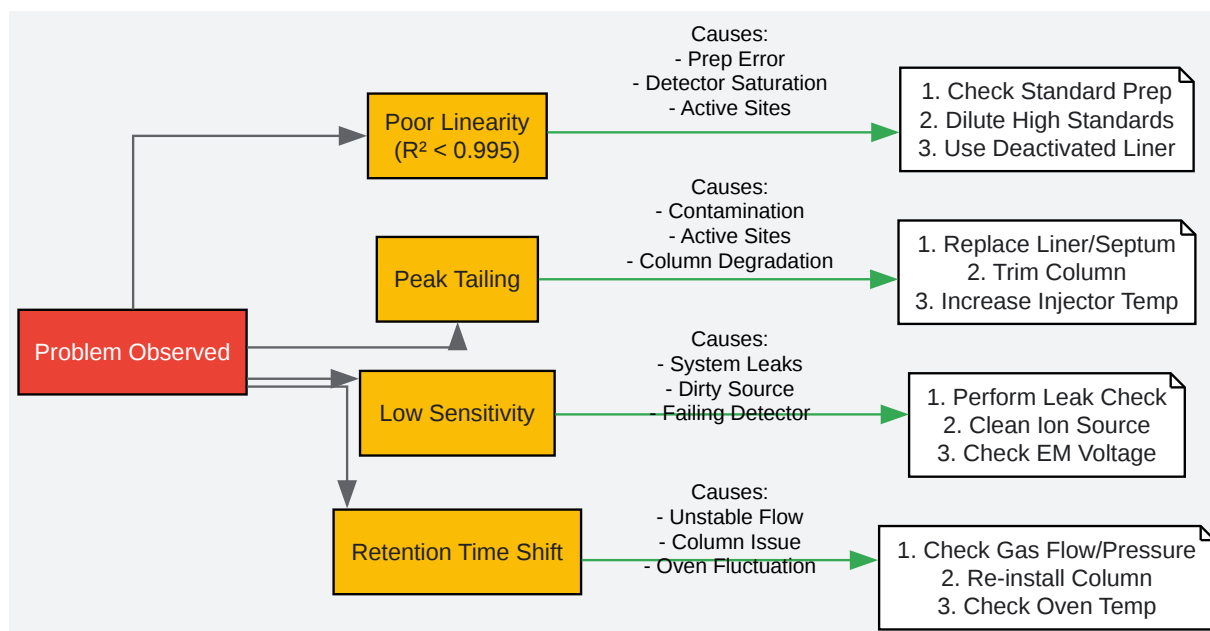 Problem Observed
Poor Linearity
(R² < 0.995)
Causes:
- Prep Error
- Detector Saturation
- Active Sites
1. Check Standard Prep
2. Dilute High Standards
3. Use Deactivated Liner
Peak Tailing
Causes:
- Contamination
- Active Sites
- Column Degradation
1. Replace Liner/Septum
2. Trim Column
3. Increase Injector Temp
Low Sensitivity
Causes:
- System Leaks
- Dirty Source
- Failing Detector
1. Perform Leak Check
2. Clean Ion Source
3. Check EM Voltage
Retention Time Shift
Causes:
- Unstable Flow
- Column Issue
- Oven Fluctuation
1. Check Gas Flow/Pressure
2. Re-install Column
3. Check Oven Temp